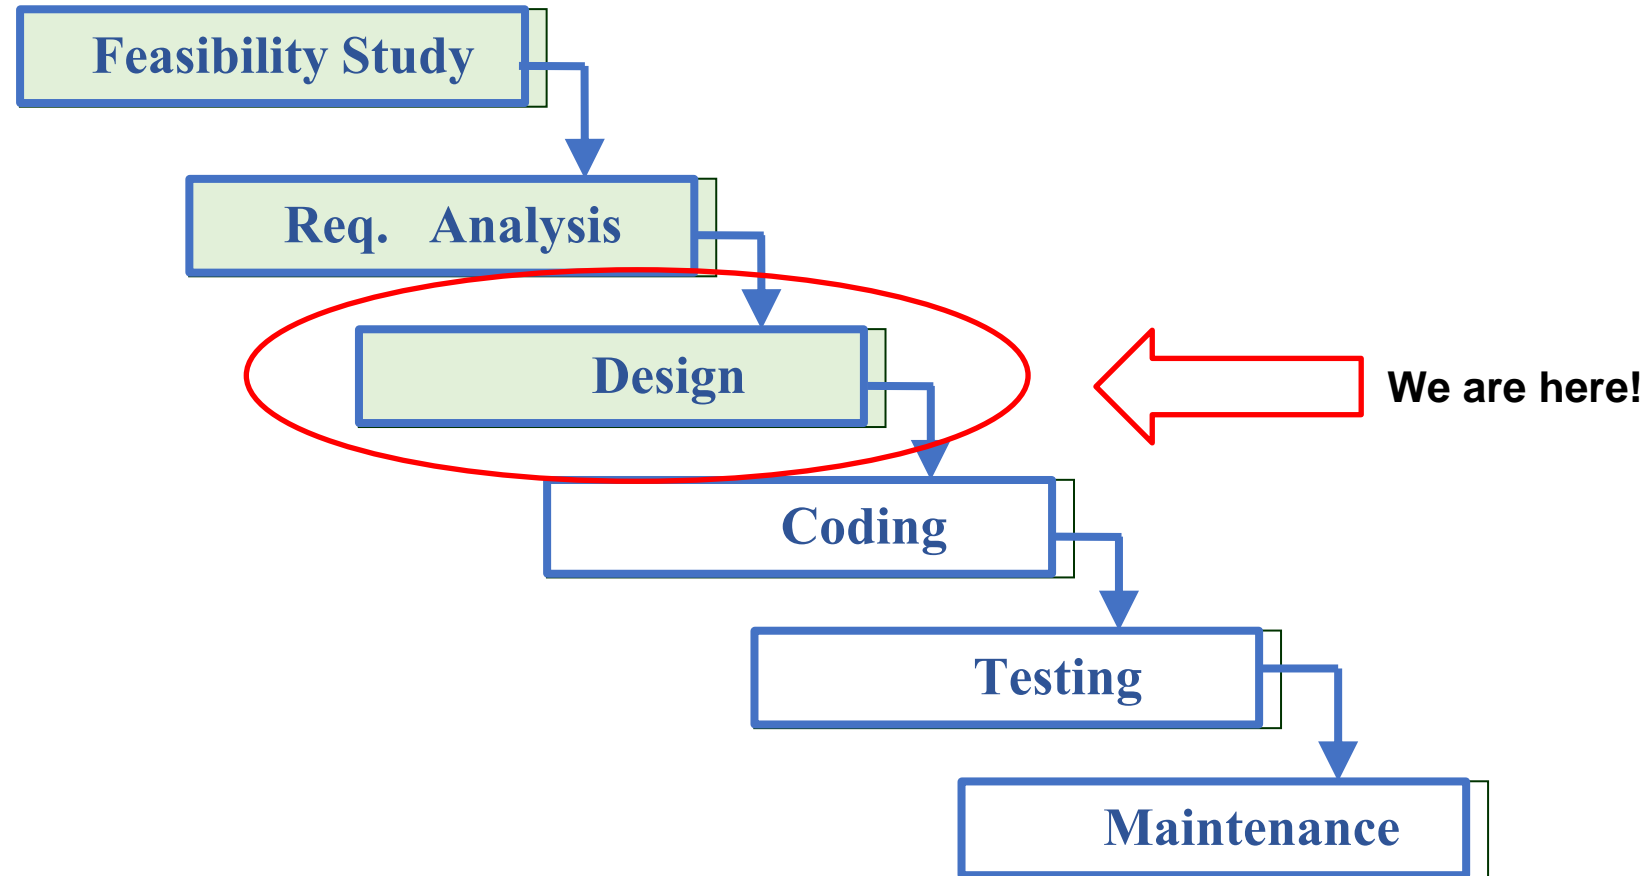 Feasibility Study
Req. Analysis
Design
We are here!
Coding
Testing
Maintenance